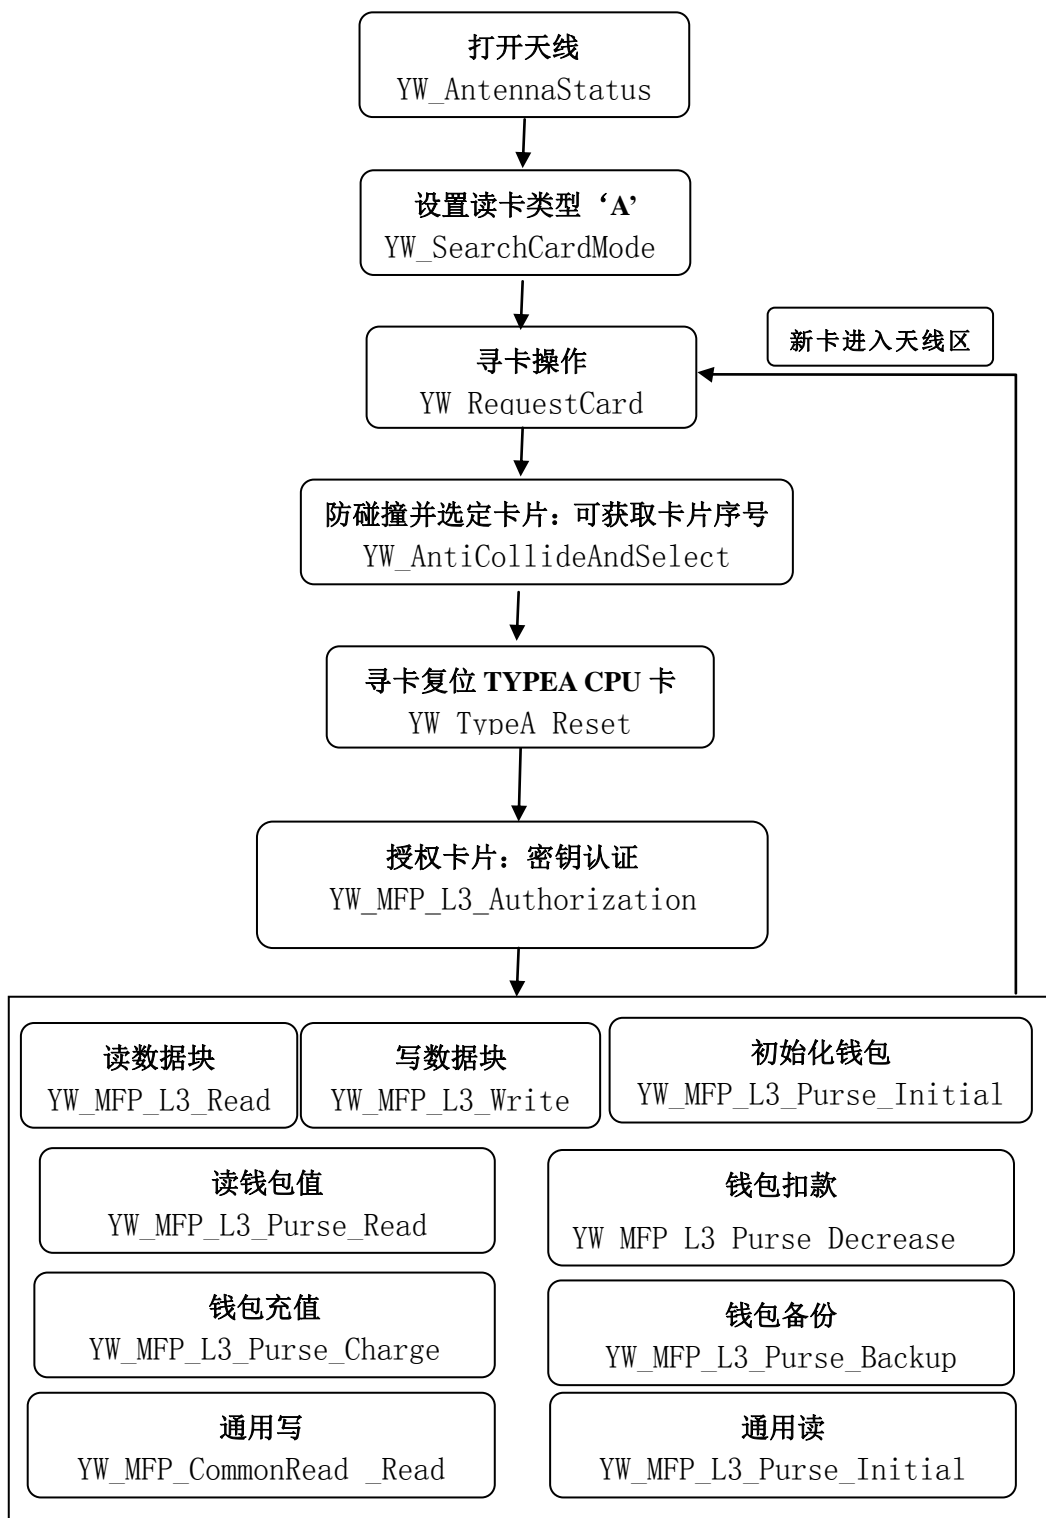 打开天线
YW_AntennaStatus
设置读卡类型‘A’
YW_SearchCardMode
新卡进入天线区
寻卡操作
YW RequestCard
防碰撞并选定卡片：可获取卡片序号
YW_AntiCollideAndSelect
寻卡复位 TYPEA CPU 卡
YW TypeA Reset
授权卡片：密钥认证
YW_MFP_L3_Authorization
读数据块
YW_MFP_L3_Read
写数据块
YW_MFP_L3_Write
初始化钱包
YW_MFP_L3_Purse_Initial
读钱包值
YW_MFP_L3_Purse_Read
钱包扣款
YW MFP L3 Purse Decrease
钱包充值
YW_MFP_L3_Purse_Charge
钱包备份
YW_MFP_L3_Purse_Backup
通用写
YW_MFP_CommonRead _Read
通用读
YW_MFP_L3_Purse_Initial